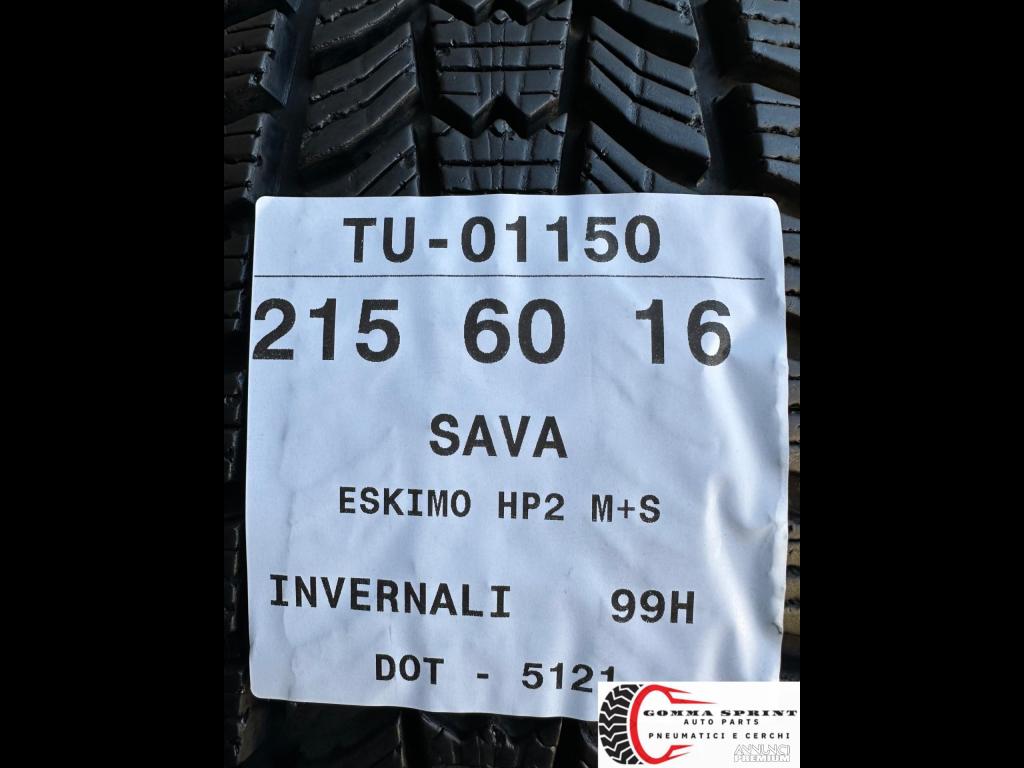 TU-01150
215 60 16
SAVA
ESKIMO HP2 M+S
INVERNALI 99H
DOT - 5121
GOMMA SPRINT
AUTO PARTS
PNEUMATICI E CERCHI
ANNUNCI
PREMIUM